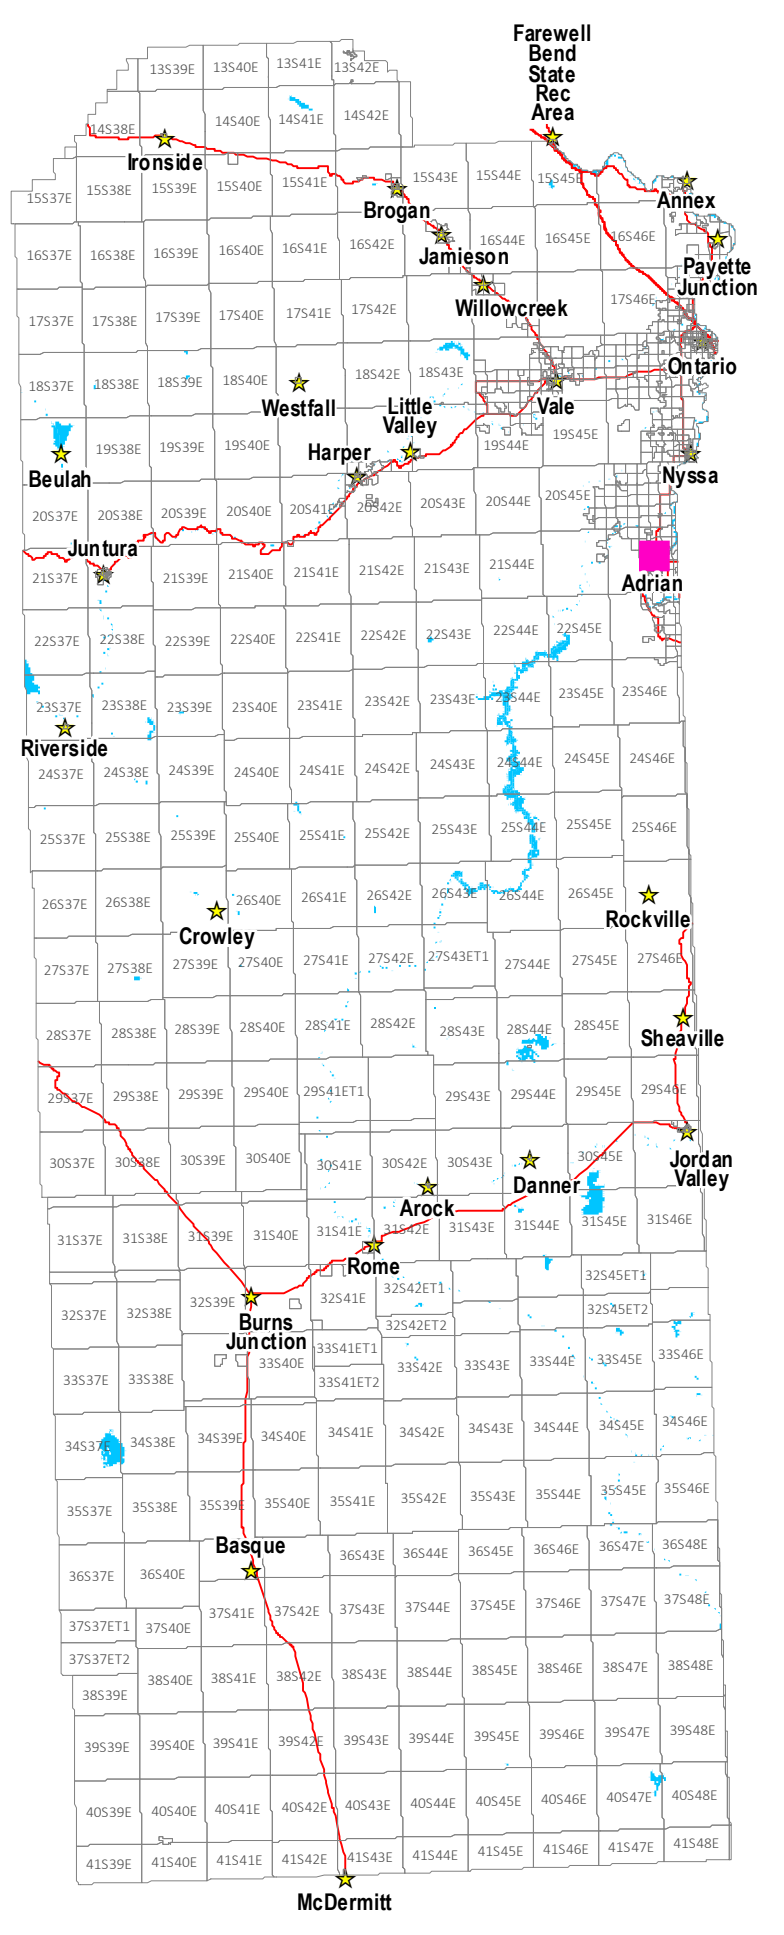 Farewell
Bend
State
Rec
Area
13S39E
13S40E
13S41E
13S42E
14S38E
14S40E
14S41E
14S42E
Ironside
15S37E
15S38E
15S39E
15S40E
15S41E
15S43E
15S44E
15S45E
Annex
Brogan
16S37E
16S38E
16S39E
16S40E
16S41E
16S42E
Jamieson
16S44E
16S45E
16S46E
Payette
Junction
17S37E
17S38E
17S39E
17S40E
17S41E
17S42E
Willowcreek
17S46E
18S37E
18S38E
18S39E
18S40E
18S42E
18S43E
Ontario
Westfall
Little
Valley
Vale
19S38E
19S39E
19S40E
Harper
19S44E
19S45E
Beulah
Nyssa
20S37E
20S38E
20S39E
20S40E
20S41E
20S42E
20S43E
20S44E
20S45E
Juntura
21S37E
21S39E
21S40E
21S41E
21S42E
21S43E
21S44E
Adrian
22S37E
22S38E
22S39E
22S40E
22S41E
22S42E
22S43E
22S44E
22S45E
23S37E
23S38E
23S39E
23S40E
23S41E
23S42E
23S43E
23S44E
23S45E
23S46E
Riverside
24S37E
24S38E
24S39E
24S40E
24S41E
24S42E
24S43E
24S44E
24S45E
24S46E
25S37E
25S38E
25S39E
25S40E
25S41E
25S42E
25S43E
25S44E
25S45E
25S46E
26S37E
26S38E
26S40E
26S41E
26S42E
26S43E
26S44E
26S45E
Rockville
Crowley
27S37E
27S38E
27S39E
27S40E
27S41E
27S42E
27S43ET1
27S44E
27S45E
27S46E
28S37E
28S38E
28S39E
28S40E
28S41E
28S42E
28S43E
28S44E
28S45E
Sheaville
29S37E
29S38E
29S39E
29S40E
29S41ET1
29S43E
29S44E
29S45E
29S46E
30S37E
30S38E
30S39E
30S40E
30S41E
30S42E
30S43E
30S45E
Jordan
Valley
Danner
Arock
31S37E
31S38E
31S39E
31S40E
31S41E
31S42E
31S43E
31S44E
31S45E
31S46E
Rome
32S37E
32S38E
32S39E
32S41E
32S42ET1
32S45ET1
32S42ET2
32S45ET2
Burns
Junction
33S37E
33S38E
33S40E
33S41ET1
33S41ET2
33S42E
33S43E
33S44E
33S45E
33S46E
34S37E
34S38E
34S39E
34S40E
34S41E
34S42E
34S43E
34S44E
34S45E
34S46E
35S37E
35S38E
35S39E
35S40E
35S41E
35S42E
35S43E
35S44E
35S45E
35S46E
Basque
36S37E
36S40E
36S43E
36S44E
36S45E
36S46E
36S47E
36S48E
37S37ET1
37S40E
37S41E
37S42E
37S43E
37S44E
37S45E
37S46E
37S47E
37S48E
37S37ET2
38S39E
38S40E
38S41E
38S42E
38S43E
38S44E
38S45E
38S46E
38S47E
38S48E
39S39E
39S40E
39S41E
39S42E
39S43E
39S44E
39S45E
39S46E
39S47E
39S48E
40S39E
40S40E
40S41E
40S42E
40S43E
40S44E
40S45E
40S46E
40S47E
40S48E
41S39E
41S40E
41S41E
41S42E
41S43E
41S44E
41S45E
41S46E
41S47E
41S48E
McDermitt